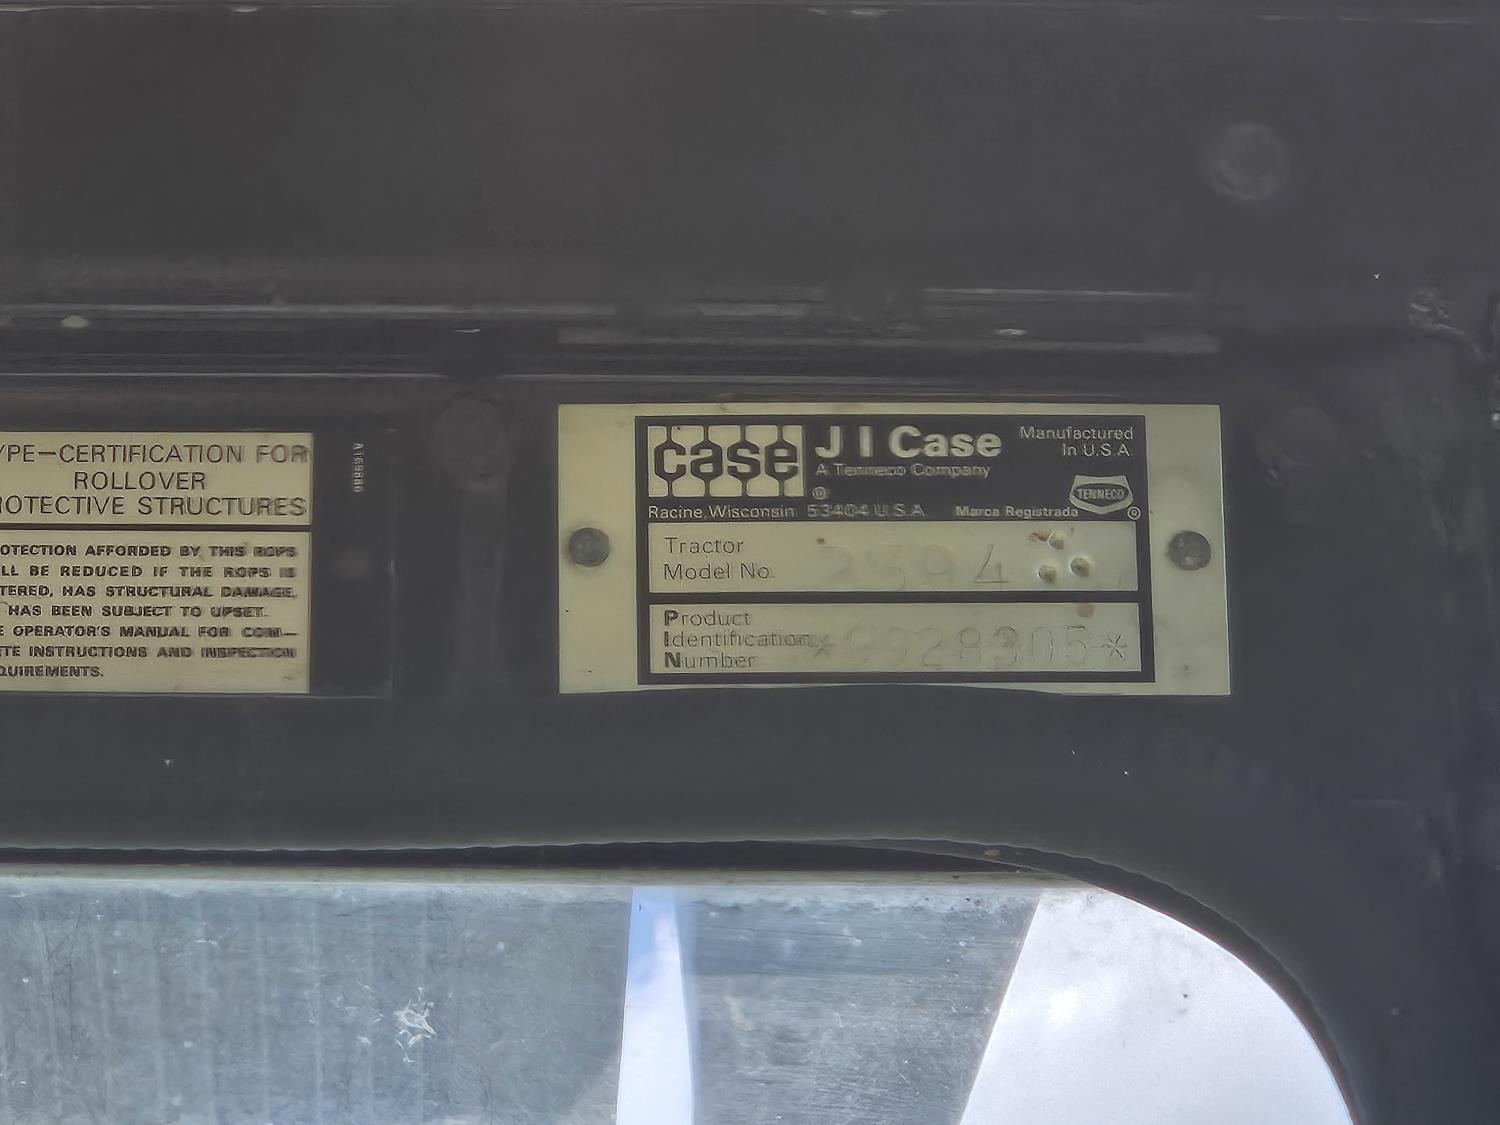 YPE-CERTIFICATION FOR
ROLLOVER
ROTECTIVE STRUCTURES
OTECTION AFFORDED BY THIS ROPS
LL BE REDUCED IF THE ROPS IS
TERED, HAS STRUCTURAL DAMAGE,
HAS BEEN SUBJECT TO UPSET.
E OPERATOR'S MANUAL FOR COM-
TE INSTRUCTIONS AND INSPECTION
QUIREMENTS.
case
J I Case
A Tenneco Company
Manufactured
In U.S.A.
TENNECO
Racine, Wisconsin 53404 U.S.A.
Marca Registrada
Tractor
Model No. 2594
Product
Identification
Number